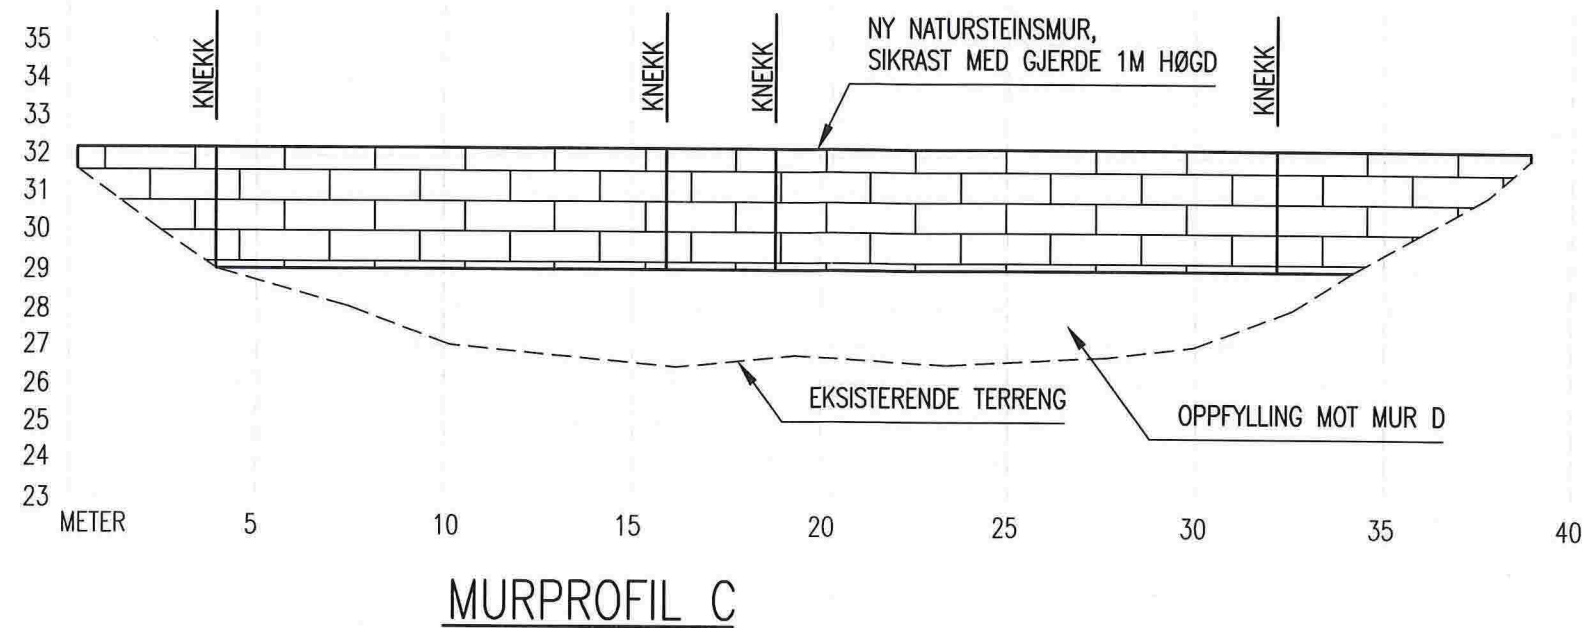 NY NATURSTEINSMUR,
SIKRAST MED GJERDE 1M HØGD
KNEKK
KNEKK
KNEKK
KNEKK
35
34
33
32
31
30
29
28
27
26
25
24
23
EKSISTERENDE TERRENG
OPPFYLLING MOT MUR D
METER 5 10 15 20 25 30 35 40
MURPROFIL C